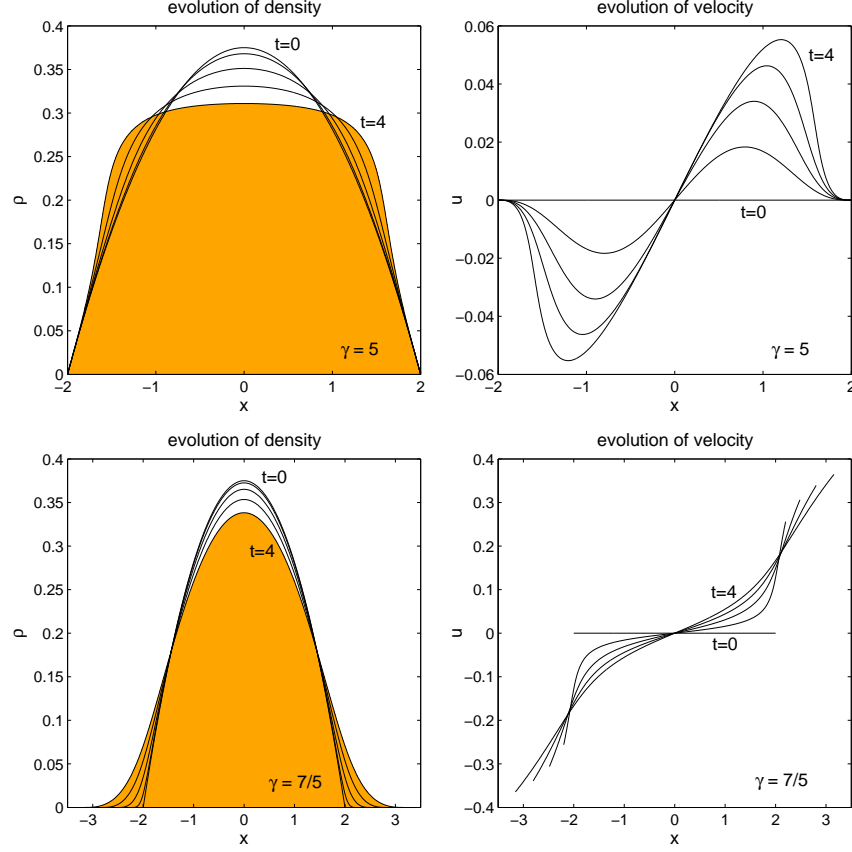 evolution of density
0.4
0.35
0.3
0.25
0.2
0.15
0.1
0.05
0
ρ
t=0
t=4
γ = 5
−2
−1
0
1
2
x
evolution of velocity
0.06
0.04
0.02
0
−0.02
−0.04
−0.06
u
t=4
t=0
γ = 5
−2
−1
0
1
2
x
evolution of density
0.4
0.35
0.3
0.25
0.2
0.15
0.1
0.05
0
ρ
t=0
t=4
γ = 7/5
−3
−2
−1
0
1
2
3
x
evolution of velocity
0.4
0.3
0.2
0.1
0
−0.1
−0.2
−0.3
−0.4
u
t=4
t=0
γ = 7/5
−3
−2
−1
0
1
2
3
x